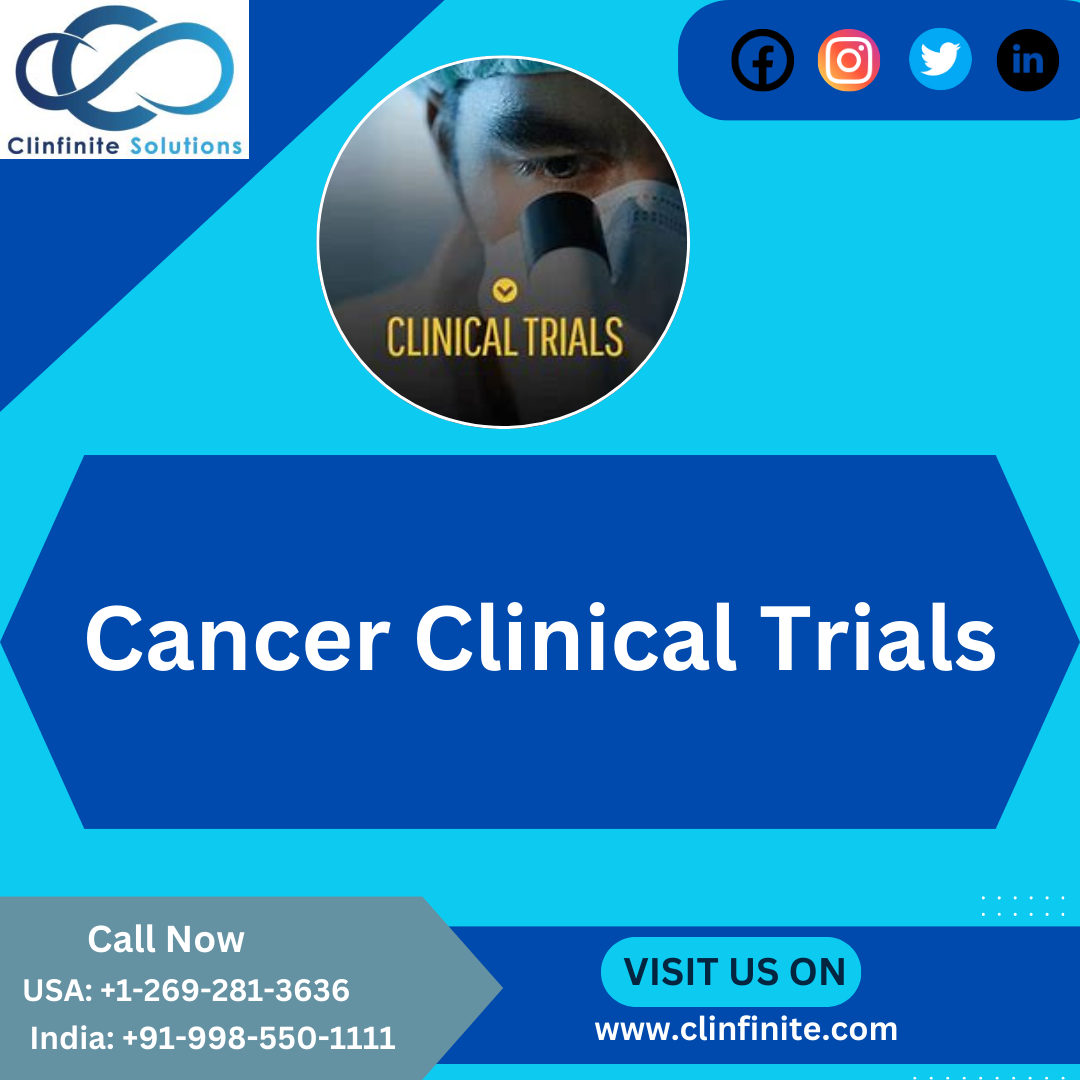 Clinfinite Solutions
CLINICAL TRIALS
Cancer Clinical Trials
Call Now
USA: +1-269-281-3636
India: +91-998-550-1111
VISIT US ON
www.clinfinite.com